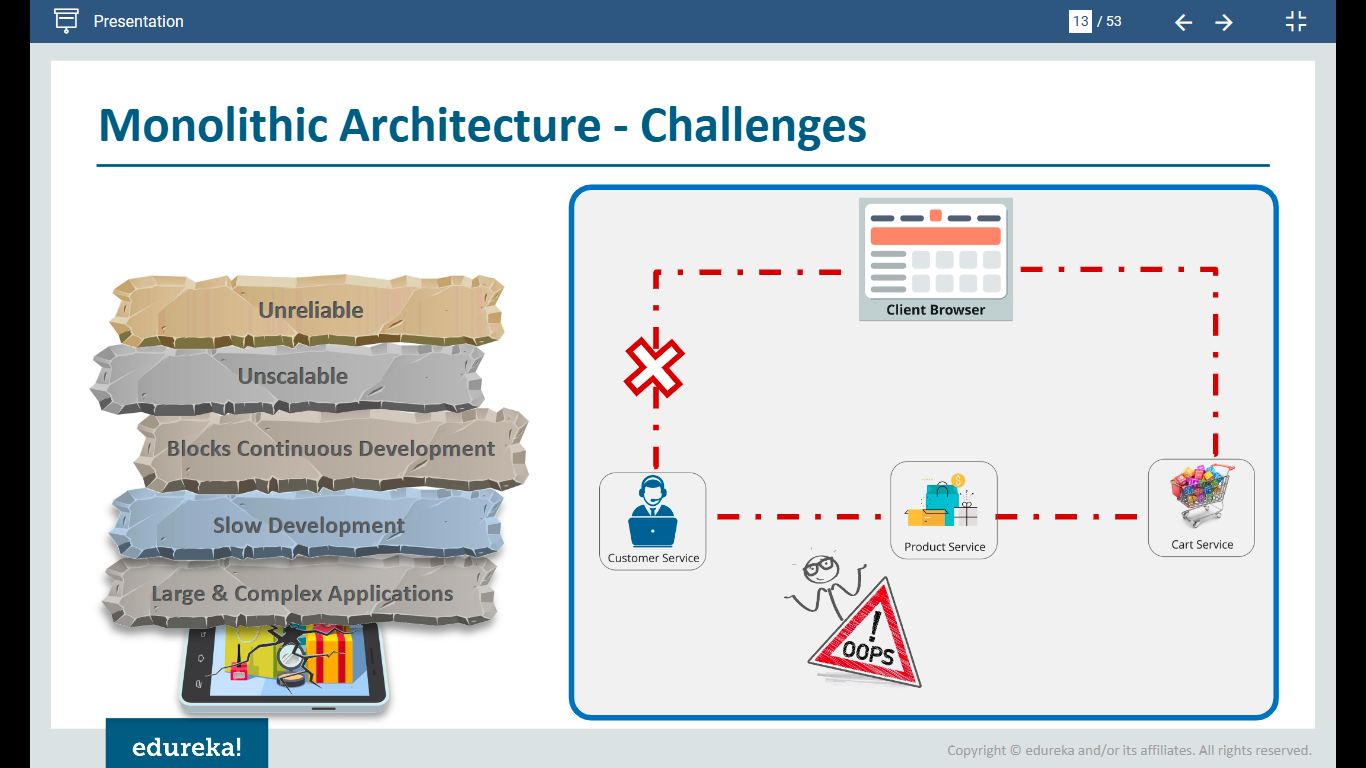 Presentation
13 / 53
Monolithic Architecture - Challenges
Unreliable
Unscalable
Blocks Continuous Development
Slow Development
Large & Complex Applications
Client Browser
Customer Service
Product Service
Cart Service
$
!
OOPS
edureka!
Copyright © edureka and/or its affiliates. All rights reserved.